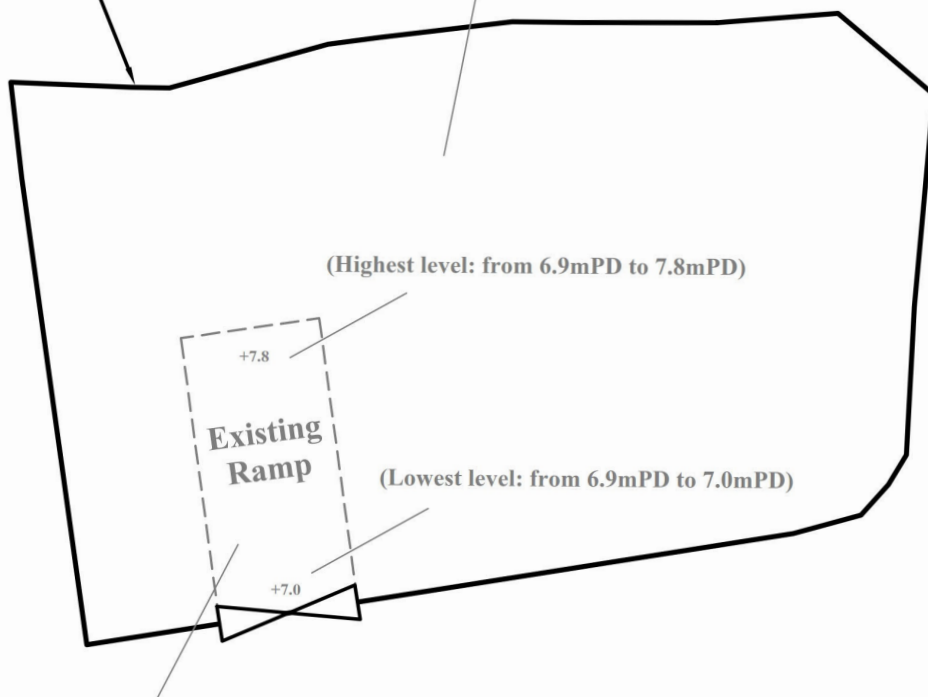 (Highest level: from 6.9mPD to 7.8mPD)
+7.8
Existing
Ramp
(Lowest level: from 6.9mPD to 7.0mPD)
+7.0